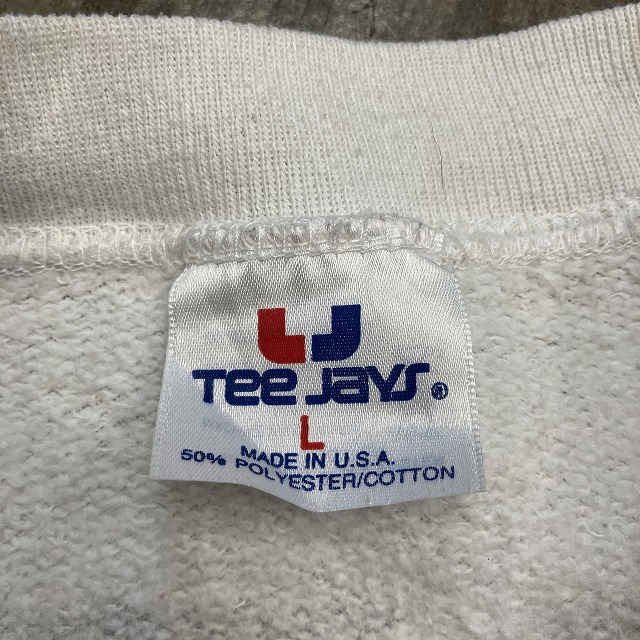 Tee Jays ®
L
MADE IN U.S.A.
50% POLYESTER/COTTON